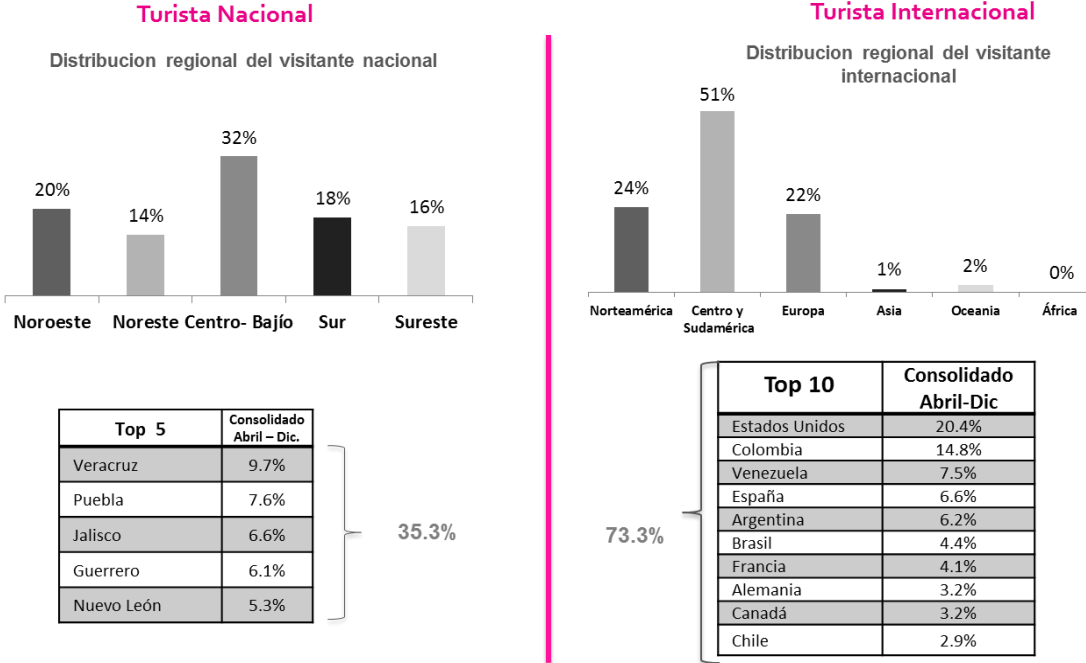 Turista Nacional
Distribucion regional del visitante nacional
20%
14%
32%
18%
16%
Noroeste
Noreste
Centro- Bajío
Sur
Sureste
Top 5
Consolidado
Abril – Dic.
Veracruz 9.7%
Puebla 7.6%
Jalisco 6.6%
Guerrero 6.1%
Nuevo León 5.3%
35.3%
Turista Internacional
Distribucion regional del visitante
internacional
24%
51%
22%
1%
2%
0%
Norteamérica
Centro y
Sudamérica
Europa
Asia
Oceania
África
Top 10
Consolidado
Abril-Dic
Estados Unidos 20.4%
Colombia 14.8%
Venezuela 7.5%
España 6.6%
Argentina 6.2%
Brasil 4.4%
Francia 4.1%
Alemania 3.2%
Canadá 3.2%
Chile 2.9%
73.3%